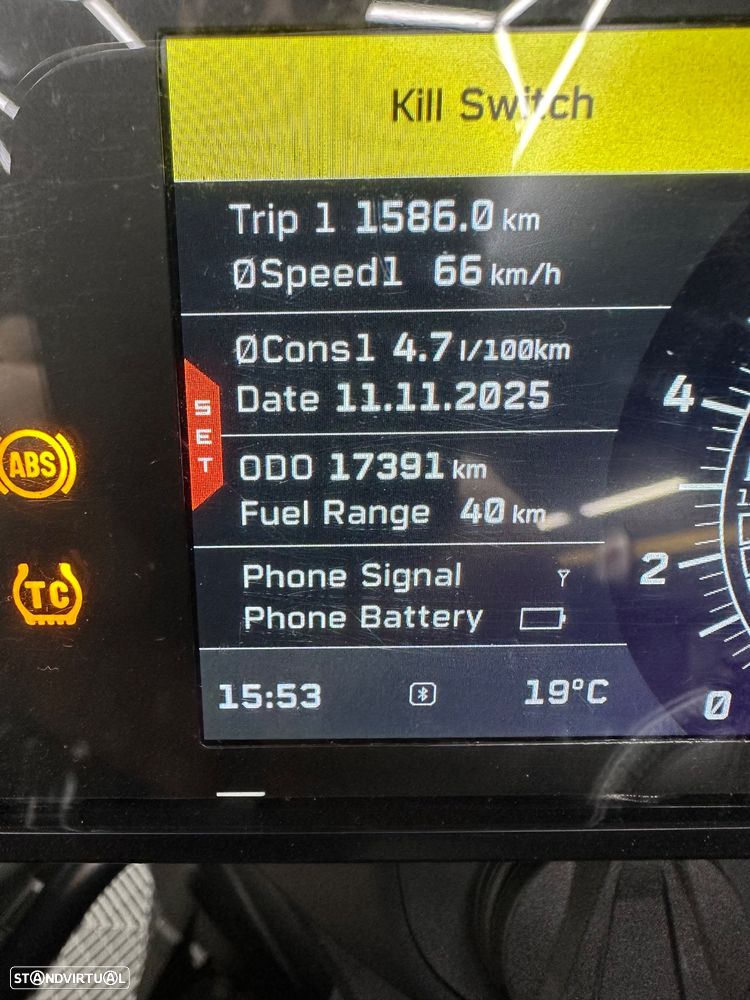 Kill Switch
Trip 1 1586.0 km
ØSpeed1 66 km/h
ØCons1 4.7 l/100km
SET
Date 11.11.2025
ODO 17391 km
Fuel Range 40 km
Phone Signal
Phone Battery
15:53 19°C
ABS
TC
4
2
0
STANDVIRTUAL